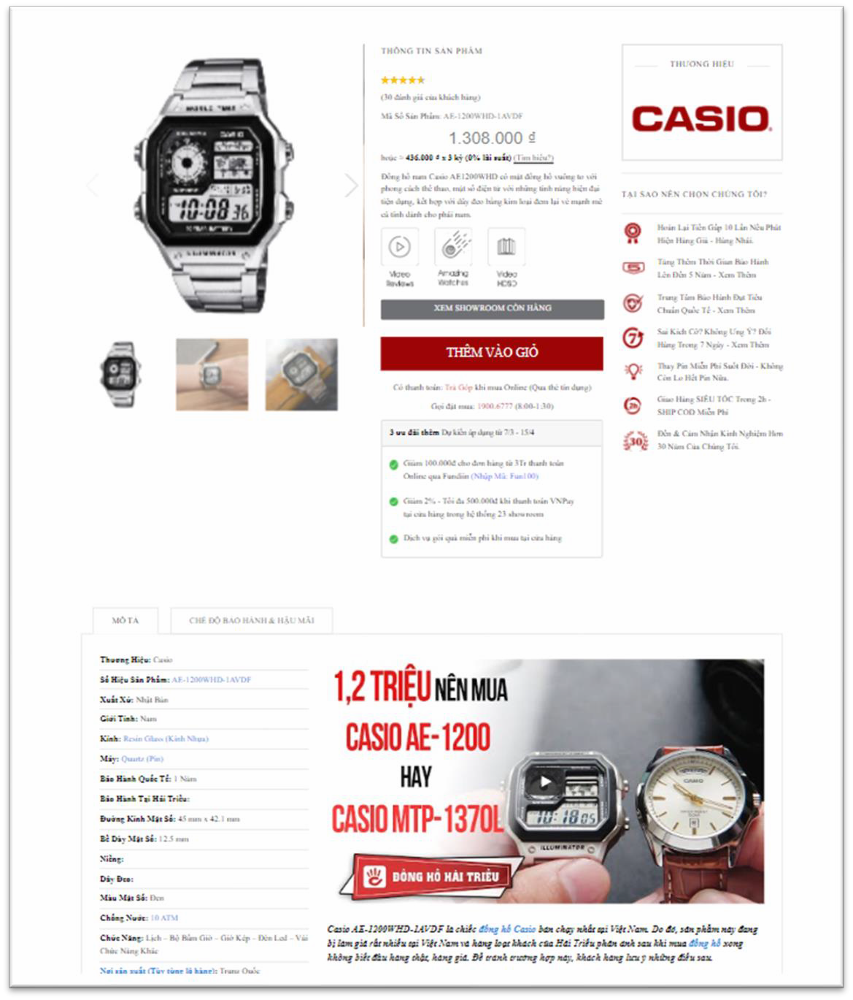 THÔNG TIN SẢN PHẨM
(30 đánh giá của khách hàng)
Mã Số Sản Phẩm: AE-1200WHD-1AVDF
1.308.000 ₫
hoặc ≈ 436.000 ₫ x 3 kỳ (0% lãi suất) (Tìm hiểu?)
Đồng hồ nam Casio AE1200WHD có mặt đồng hồ vuông to với
phong cách thể thao, mặt số điện tử với những tính năng hiện đại
tiện dụng, kết hợp với dây đeo bằng kim loại đem lại vẻ mạnh mẽ
cá tính dành cho phái nam.
Video
Reviews
Amazing
Watches
Video
HDSD
XEM SHOWROOM CÒN HÀNG
THÊM VÀO GIỎ
Có thanh toán: Trả Góp khi mua Online (Qua thẻ tín dụng)
Gọi đặt mua: 1900.6777 (8:00-1:30)
3 ưu đãi thêm Dự kiến áp dụng từ 7/3 - 15/4
Giảm 100.000đ cho đơn hàng từ 3Tr thanh toán
Online qua Fundiin (Nhập Mã: Fun100)
Giảm 2% - Tối đa 500.000đ khi thanh toán VNPay
tại cửa hàng trong hệ thống 23 showroom
Dịch vụ gói quà miễn phí khi mua tại cửa hàng
THƯƠNG HIỆU
CASIO
TẠI SAO NÊN CHỌN CHÚNG TÔI?
Hoàn Lại Tiền Gấp 10 Lần Nếu Phát
Hiện Hàng Giả - Hàng Nhái.
Tăng Thêm Thời Gian Bảo Hành
Lên Đến 5 Năm - Xem Thêm
Trung Tâm Bảo Hành Đạt Tiêu
Chuẩn Quốc Tế - Xem Thêm
Sai Kích Cỡ? Không Ưng Ý? Đổi
Hàng Trong 7 Ngày - Xem Thêm
Thay Pin Miễn Phí Suốt Đời - Không
Còn Lo Hết Pin Nữa.
Giao Hàng SIÊU TỐC Trong 2h -
SHIP COD Miễn Phí
Đến & Cảm Nhận Kinh Nghiệm Hơn
30 Năm Của Chúng Tôi.
CASIO
10:08 36
ILLUMINATOR
MÔ TẢ
CHẾ ĐỘ BẢO HÀNH & HẬU MÃI
Thương Hiệu: Casio
Số Hiệu Sản Phẩm: AE-1200WHD-1AVDF
Xuất Xứ: Nhật Bản
Giới Tính: Nam
Kính: Resin Glass (Kính Nhựa)
Máy: Quartz (Pin)
Bảo Hành Quốc Tế: 1 Năm
Bảo Hành Tại Hải Triều:
Đường Kính Mặt Số: 45 mm x 42.1 mm
Bề Dày Mặt Số: 12.5 mm
Niềng:
Dây Đeo:
Màu Mặt Số: Đen
Chống Nước: 10 ATM
Chức Năng: Lịch – Bộ Bấm Giờ – Giờ Kép – Đèn Led – Vài
Chức Năng Khác
Nơi sản xuất (Tùy từng lô hàng): Trung Quốc
1,2 TRIỆU NÊN MUA
CASIO AE-1200
HAY
CASIO MTP-1370L
ĐỒNG HỒ HẢI TRIỀU
10:18 05
ILLUMINATOR
CASIO
Casio AE-1200WHD-1AVDF là chiếc đồng hồ Casio bán chạy nhất tại Việt Nam. Do đó, sản phẩm này đang
bị làm giả rất nhiều tại Việt Nam và hàng loạt khách của Hải Triều phản ánh sau khi mua đồng hồ xong
không biết đâu hàng thật, hàng giả. Để tránh trường hợp này, khách hàng lưu ý những điều sau.